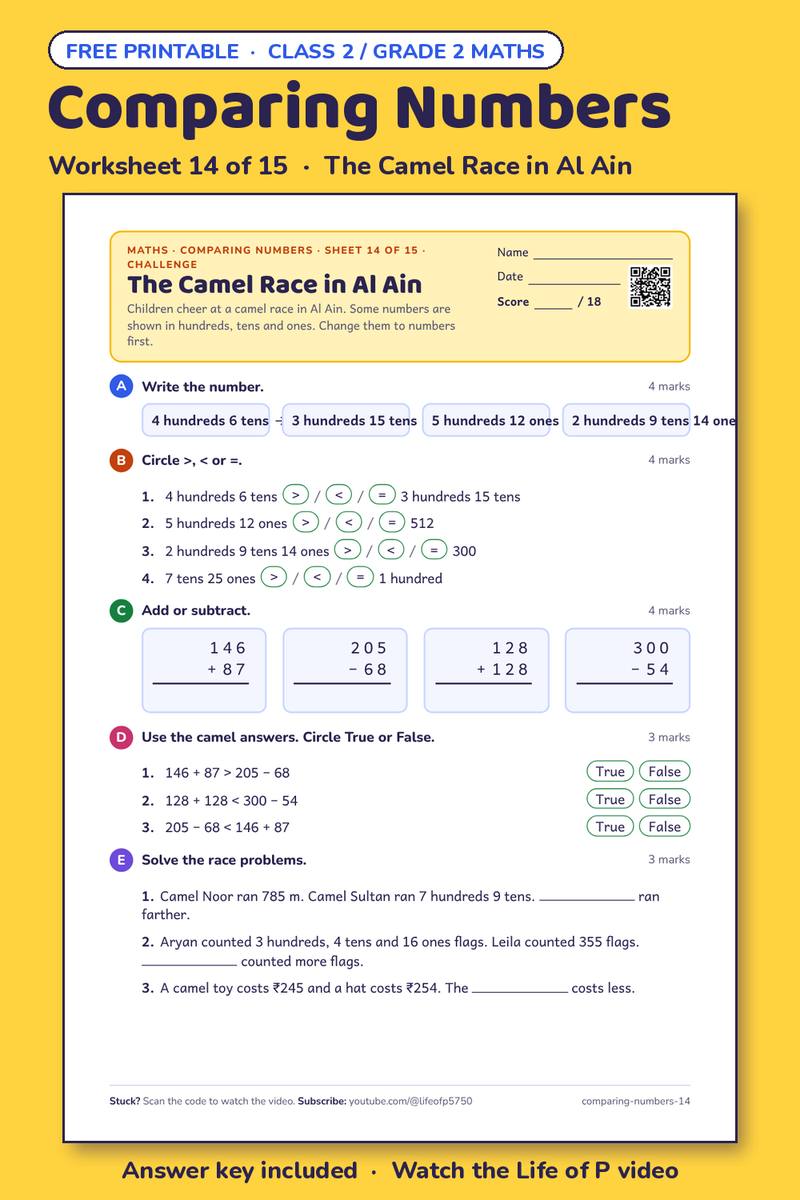 FREE PRINTABLE · CLASS 2 / GRADE 2 MATHS
Comparing Numbers
Worksheet 14 of 15 · The Camel Race in Al Ain
MATHS · COMPARING NUMBERS · SHEET 14 OF 15 ·
CHALLENGE
The Camel Race in Al Ain
Children cheer at a camel race in Al Ain. Some numbers are
shown in hundreds, tens and ones. Change them to numbers
first.
Name
Date
Score / 18
A Write the number. 4 marks
4 hundreds 6 tens 3 hundreds 15 tens 5 hundreds 12 ones 2 hundreds 9 tens 14 one
B Circle >, < or =. 4 marks
1. 4 hundreds 6 tens > / < / = 3 hundreds 15 tens
2. 5 hundreds 12 ones > / < / = 512
3. 2 hundreds 9 tens 14 ones > / < / = 300
4. 7 tens 25 ones > / < / = 1 hundred
C Add or subtract. 4 marks
146 205 128 300
+ 87 − 68 + 128 − 54
D Use the camel answers. Circle True or False. 3 marks
1. 146 + 87 > 205 − 68 True False
2. 128 + 128 < 300 − 54 True False
3. 205 − 68 < 146 + 87 True False
E Solve the race problems. 3 marks
1. Camel Noor ran 785 m. Camel Sultan ran 7 hundreds 9 tens. ran
farther.
2. Aryan counted 3 hundreds, 4 tens and 16 ones flags. Leila counted 355 flags.
counted more flags.
3. A camel toy costs ₹245 and a hat costs ₹254. The costs less.
Stuck? Scan the code to watch the video. Subscribe: youtube.com/@lifeofp5750 comparing-numbers-14
Answer key included · Watch the Life of P video